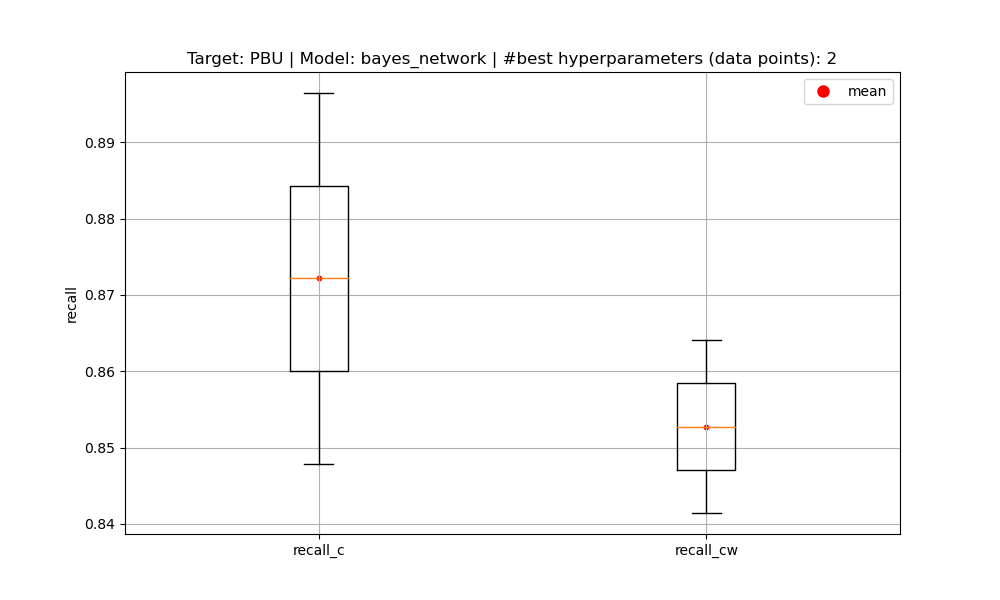 Target: PBU | Model: bayes_network | #best hyperparameters (data points): 2
mean
0.89
0.88
0.87
0.86
0.85
0.84
recall
recall_c
recall_cw